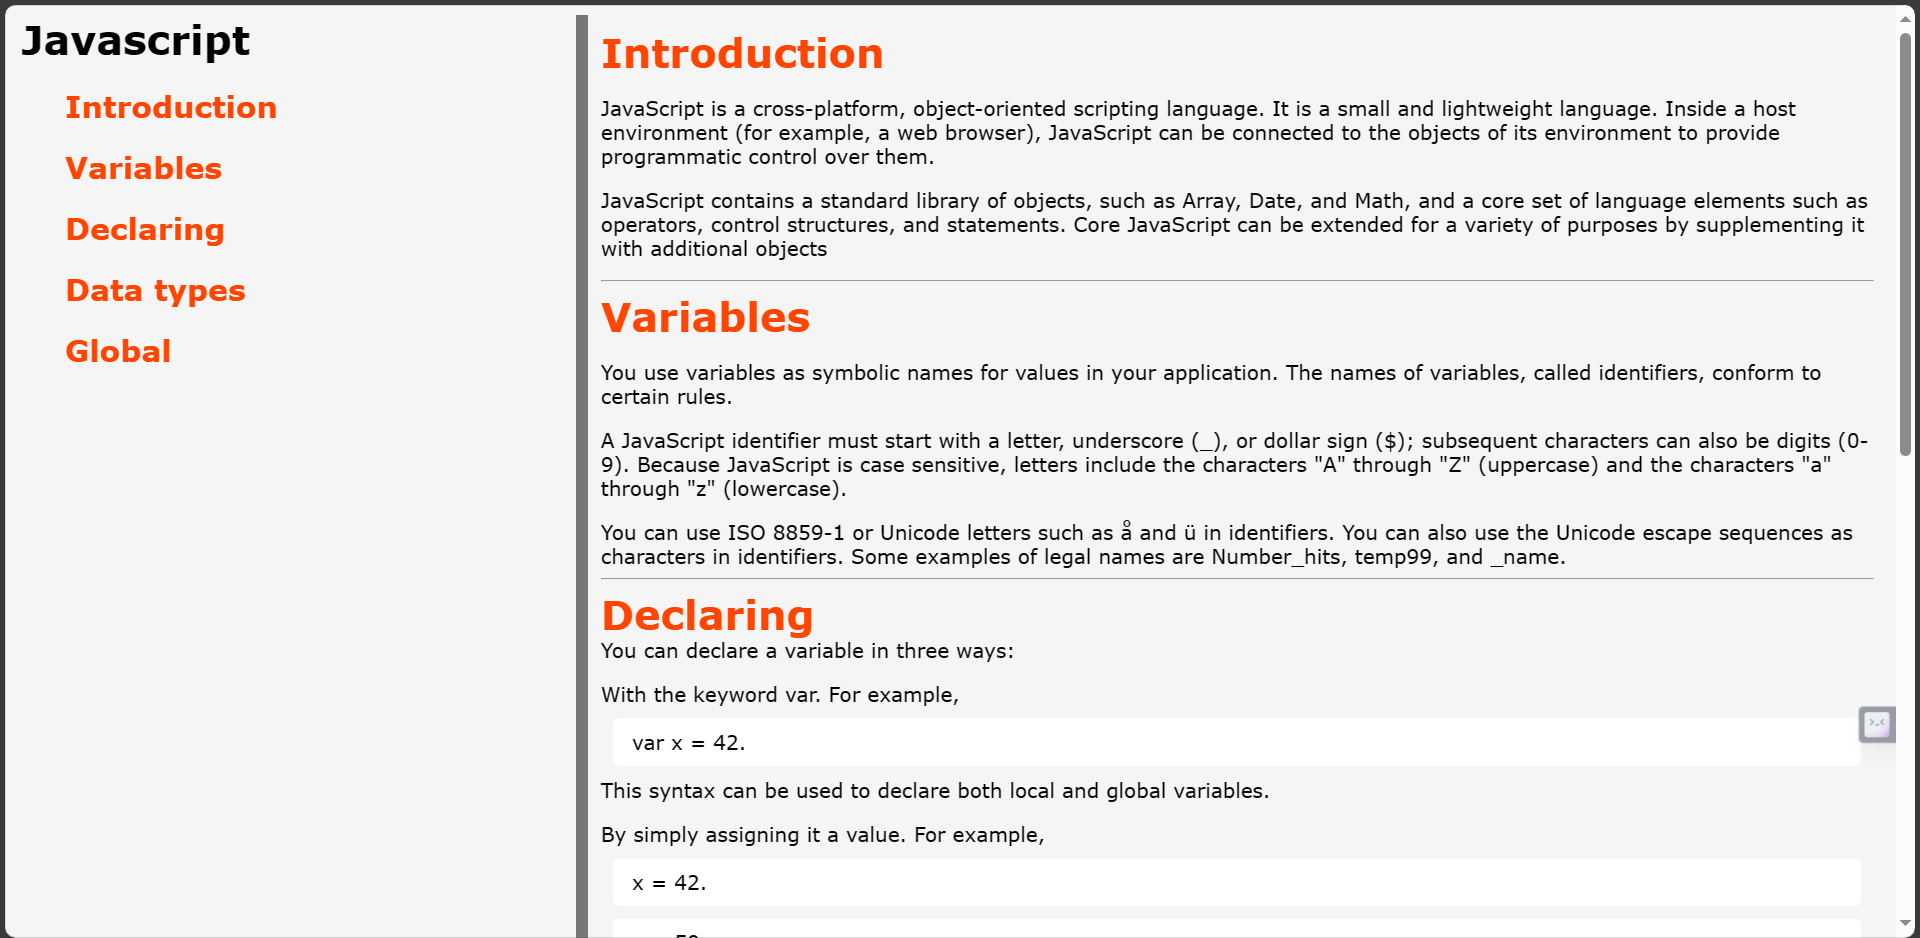 Javascript
Introduction
Variables
Declaring
Data types
Global
Introduction
JavaScript is a cross-platform, object-oriented scripting language. It is a small and lightweight language. Inside a host
environment (for example, a web browser), JavaScript can be connected to the objects of its environment to provide
programmatic control over them.
JavaScript contains a standard library of objects, such as Array, Date, and Math, and a core set of language elements such as
operators, control structures, and statements. Core JavaScript can be extended for a variety of purposes by supplementing it
with additional objects
Variables
You use variables as symbolic names for values in your application. The names of variables, called identifiers, conform to
certain rules.
A JavaScript identifier must start with a letter, underscore (_), or dollar sign ($); subsequent characters can also be digits (0-
9). Because JavaScript is case sensitive, letters include the characters "A" through "Z" (uppercase) and the characters "a"
through "z" (lowercase).
You can use ISO 8859-1 or Unicode letters such as å and ü in identifiers. You can also use the Unicode escape sequences as
characters in identifiers. Some examples of legal names are Number_hits, temp99, and _name.
Declaring
You can declare a variable in three ways:
With the keyword var. For example,
var x = 42.
This syntax can be used to declare both local and global variables.
By simply assigning it a value. For example,
x = 42.